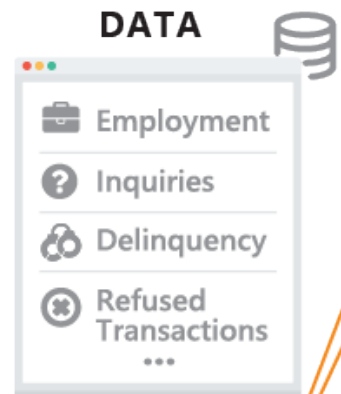 DATA
Employment
Inquiries
Delinquency
Refused
Transactions
...